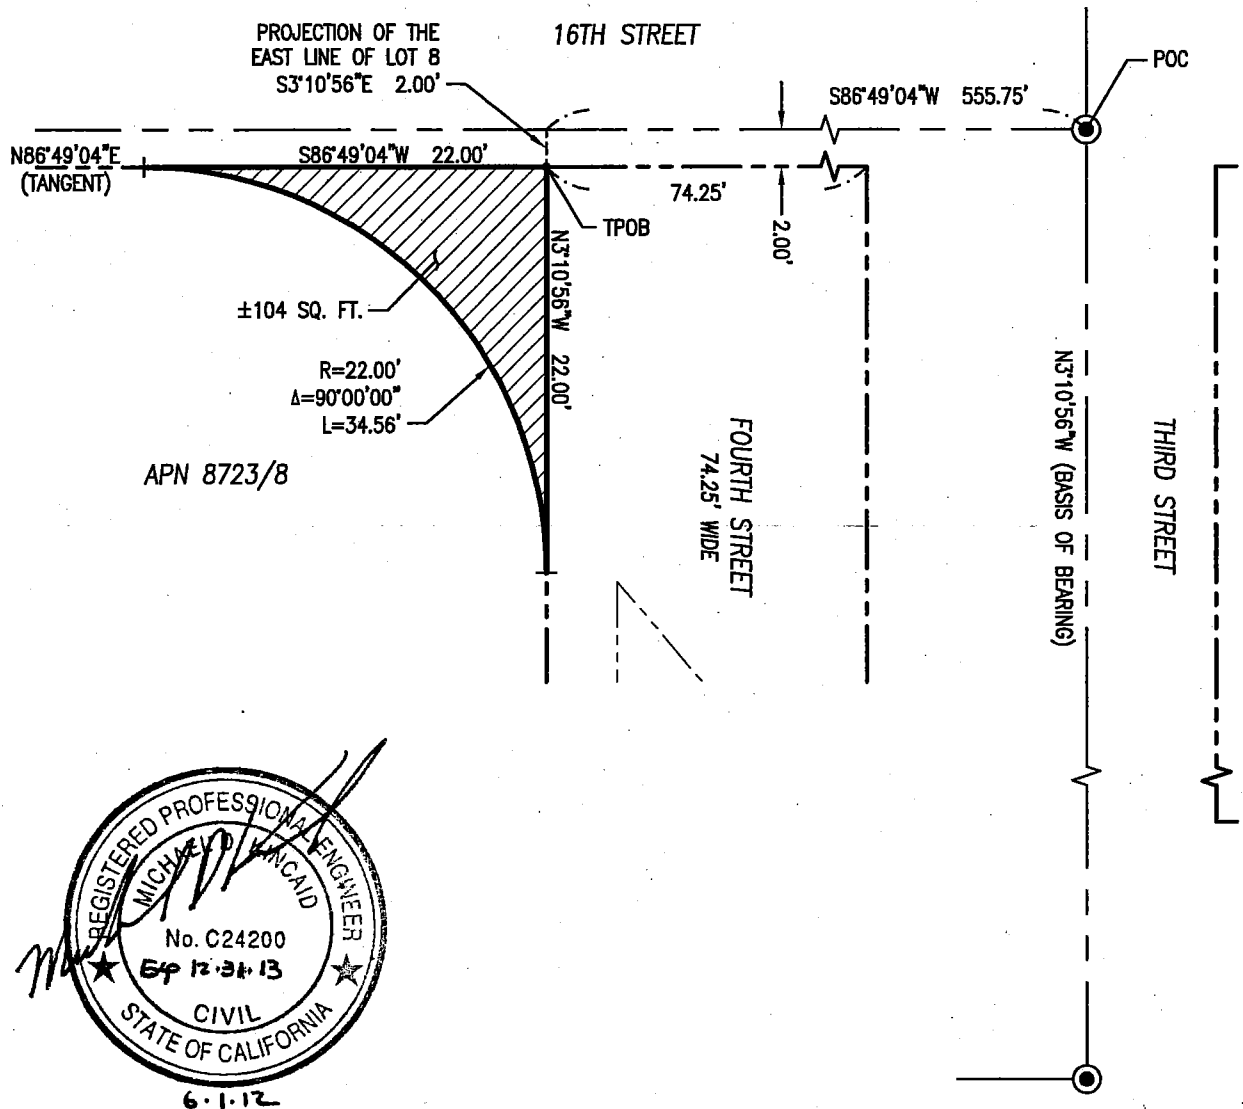 PROJECTION OF THE
EAST LINE OF LOT 8
S3°10'56"E 2.00'
16TH STREET
POC
S86°49'04"W 555.75'
N86°49'04"E
(TANGENT)
S86°49'04"W 22.00'
74.25'
TPOB
2.00'
N3°10'56"W 22.00'
±104 SQ. FT.
R=22.00'
Δ=90°00'00"
L=34.56'
APN 8723/8
FOURTH STREET
74.25' WIDE
N3°10'56"W (BASIS OF BEARING)
THIRD STREET
REGISTERED PROFESSIONAL ENGINEER
MICHAEL D. KINCAID
No. C24200
Exp 12·31·13
CIVIL
STATE OF CALIFORNIA
6·1·12